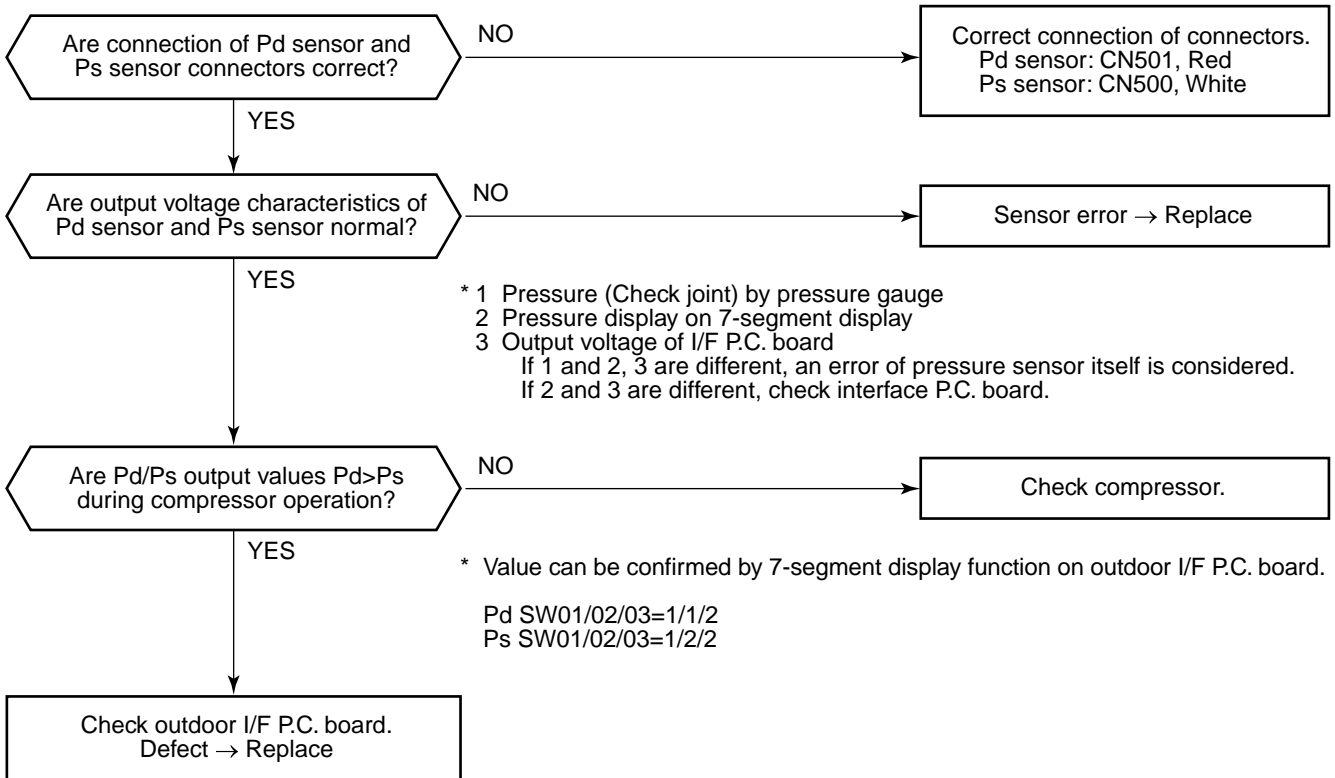 Are connection of Pd sensor and
Ps sensor connectors correct?
NO
Correct connection of connectors.
Pd sensor: CN501, Red
Ps sensor: CN500, White
YES
Are output voltage characteristics of
Pd sensor and Ps sensor normal?
NO
Sensor error → Replace
YES
* 1 Pressure (Check joint) by pressure gauge
2 Pressure display on 7-segment display
3 Output voltage of I/F P.C. board
If 1 and 2, 3 are different, an error of pressure sensor itself is considered.
If 2 and 3 are different, check interface P.C. board.
Are Pd/Ps output values Pd>Ps
during compressor operation?
NO
Check compressor.
YES
* Value can be confirmed by 7-segment display function on outdoor I/F P.C. board.
Pd SW01/02/03=1/1/2
Ps SW01/02/03=1/2/2
Check outdoor I/F P.C. board.
Defect → Replace